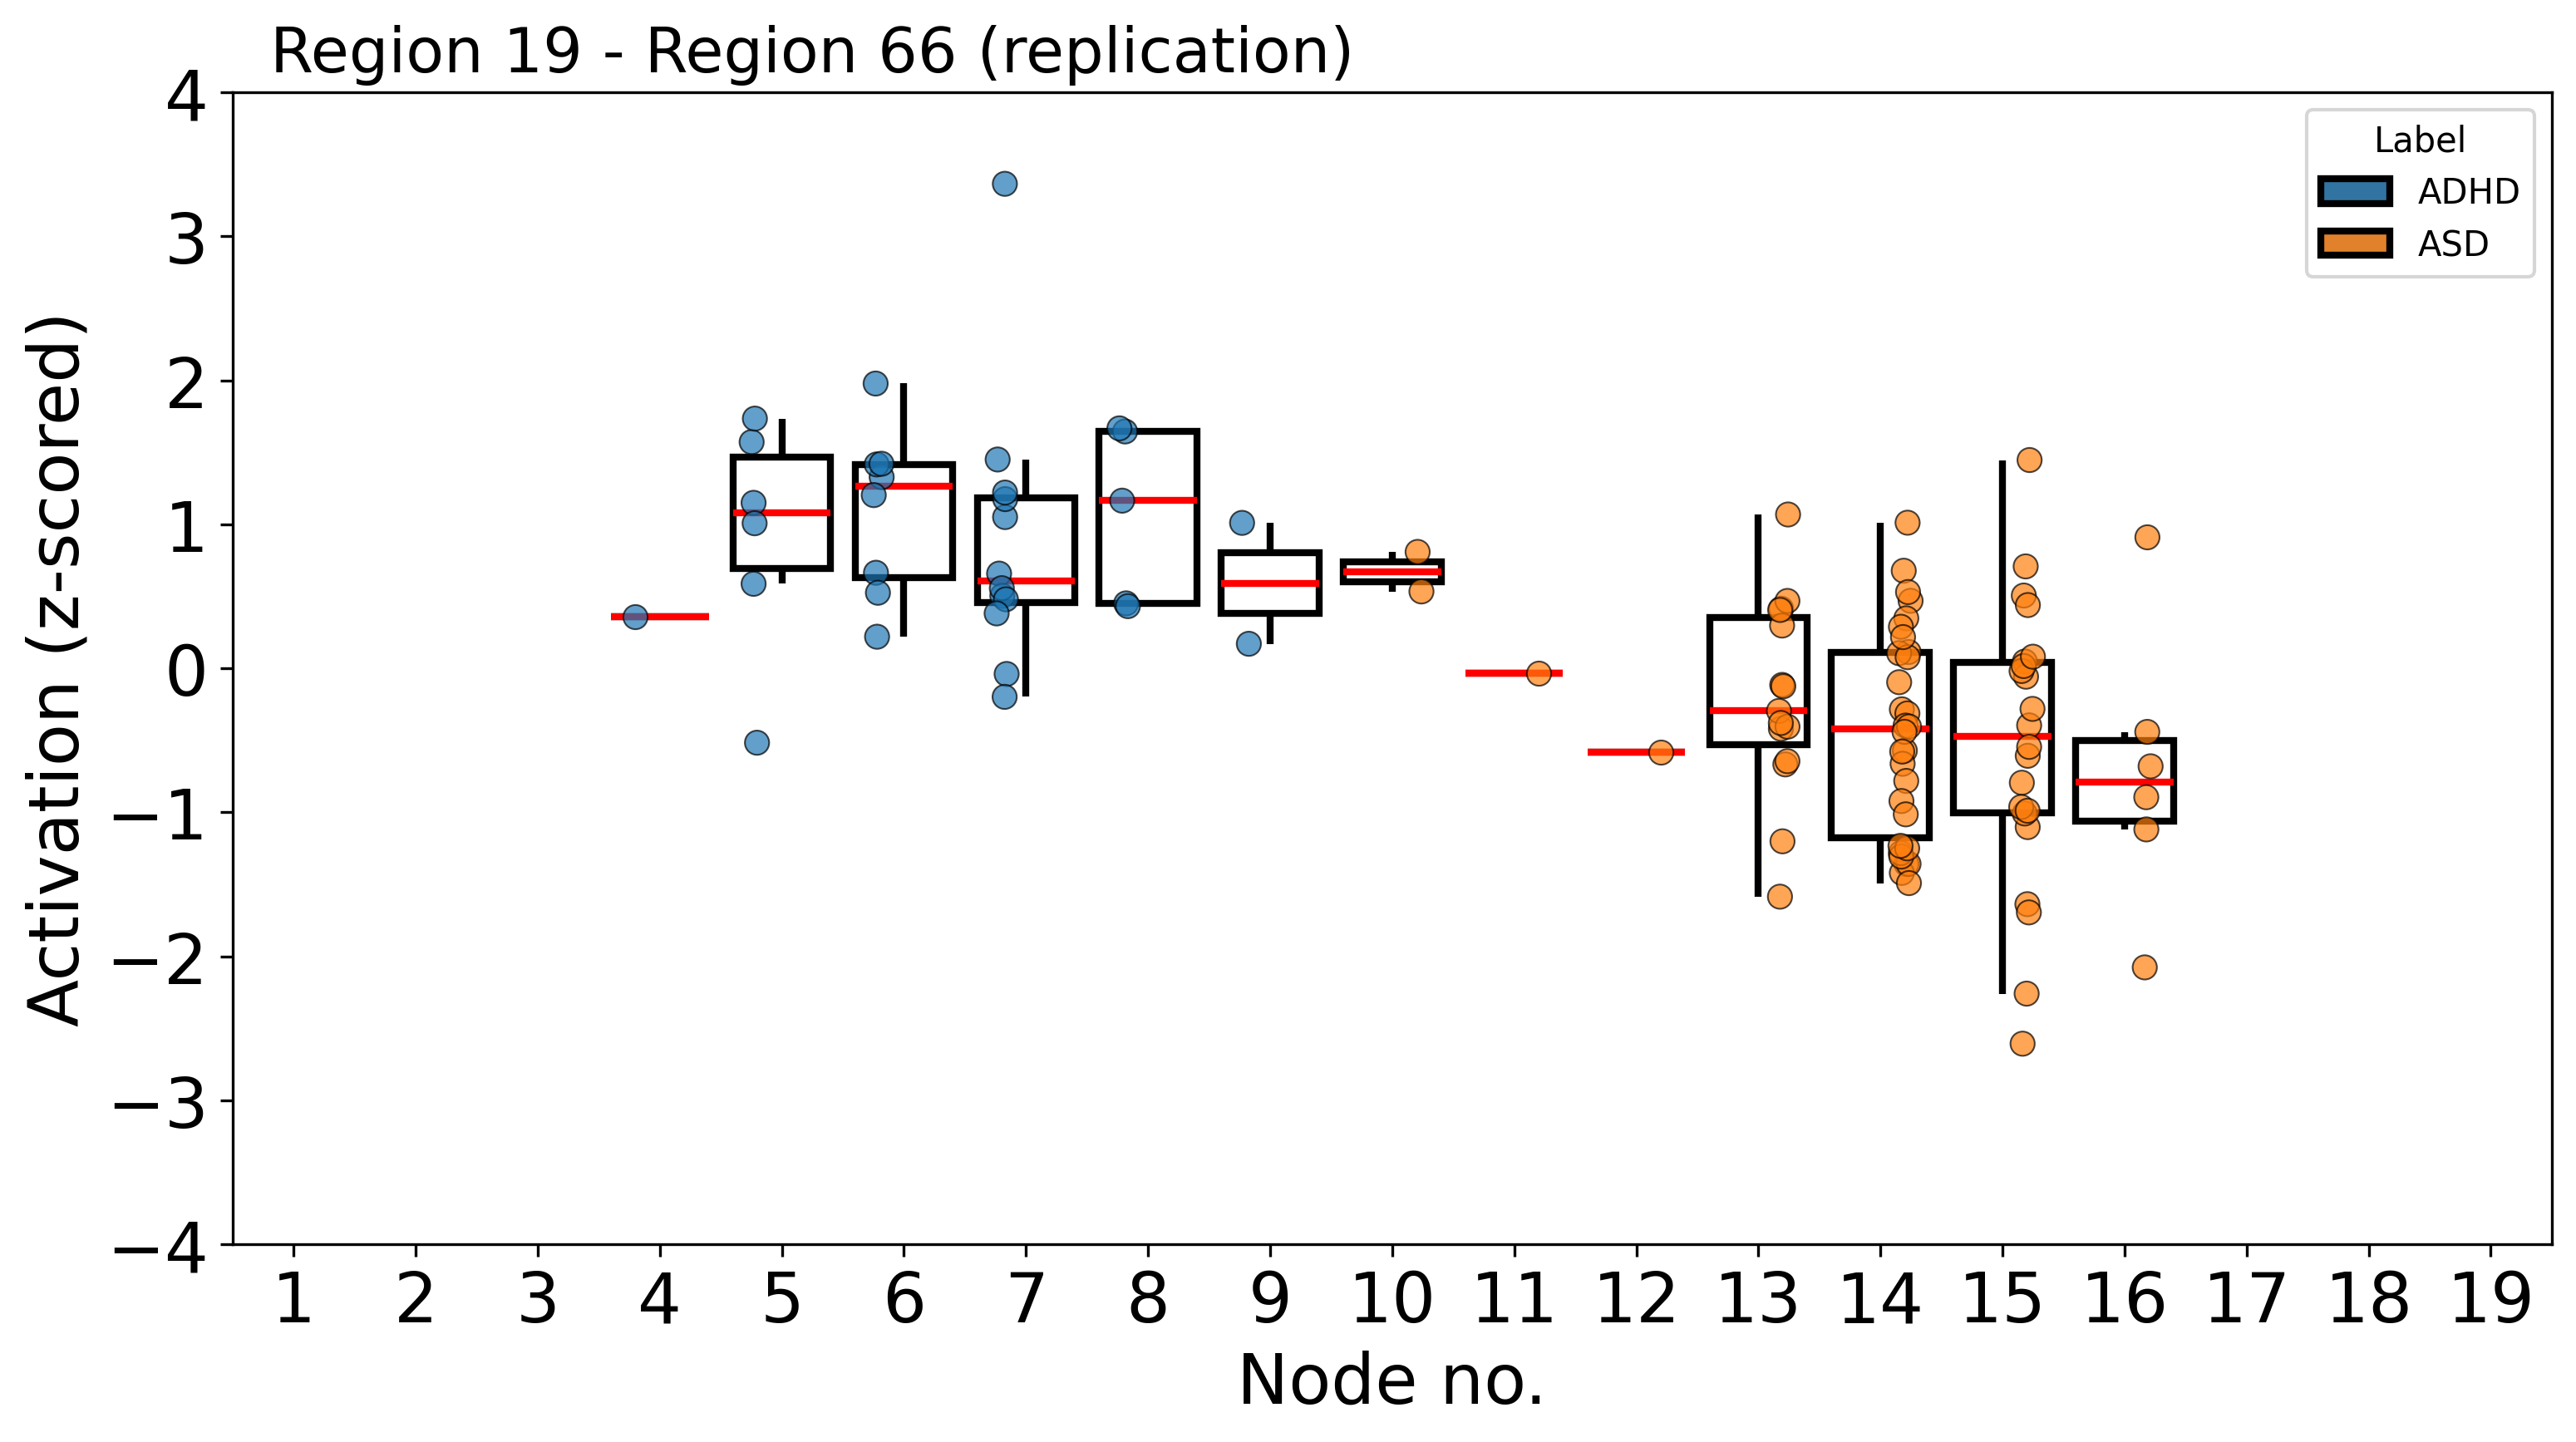 Region 19 - Region 66 (replication)
4
3
2
1
0
−1
−2
−3
−4
Activation (z-scored)
Label
ADHD
ASD
1 2 3 4 5 6 7 8 9 10 11 12 13 14 15 16 17 18 19
Node no.